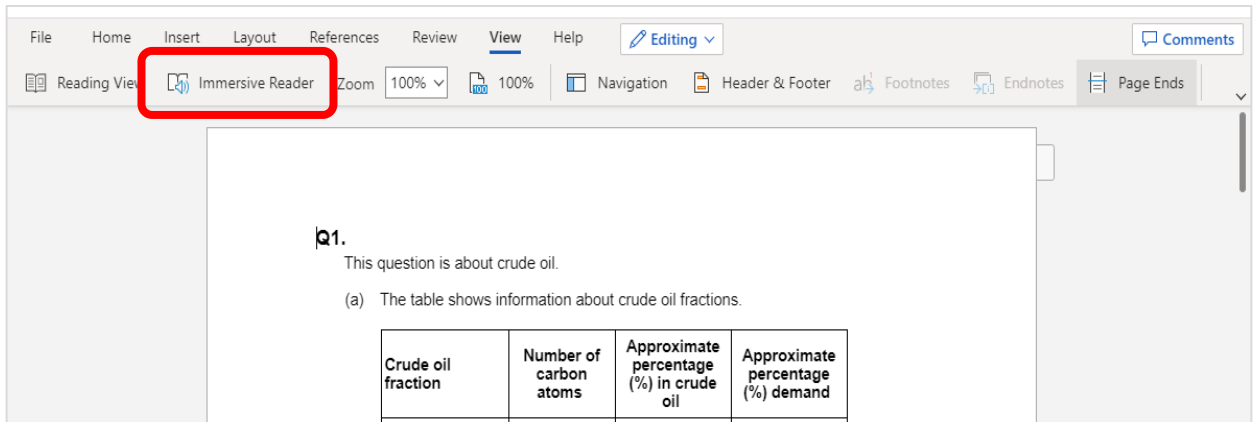 File Home Insert Layout References Review View Help Editing Comments
Reading View Immersive Reader Zoom 100% 100% Navigation Header & Footer ab Footnotes [i] Endnotes Page Ends
Q1.
This question is about crude oil.
(a) The table shows information about crude oil fractions.
Crude oil
fraction
Number of
carbon
atoms
Approximate
percentage
(%) in crude
oil
Approximate
percentage
(%) demand